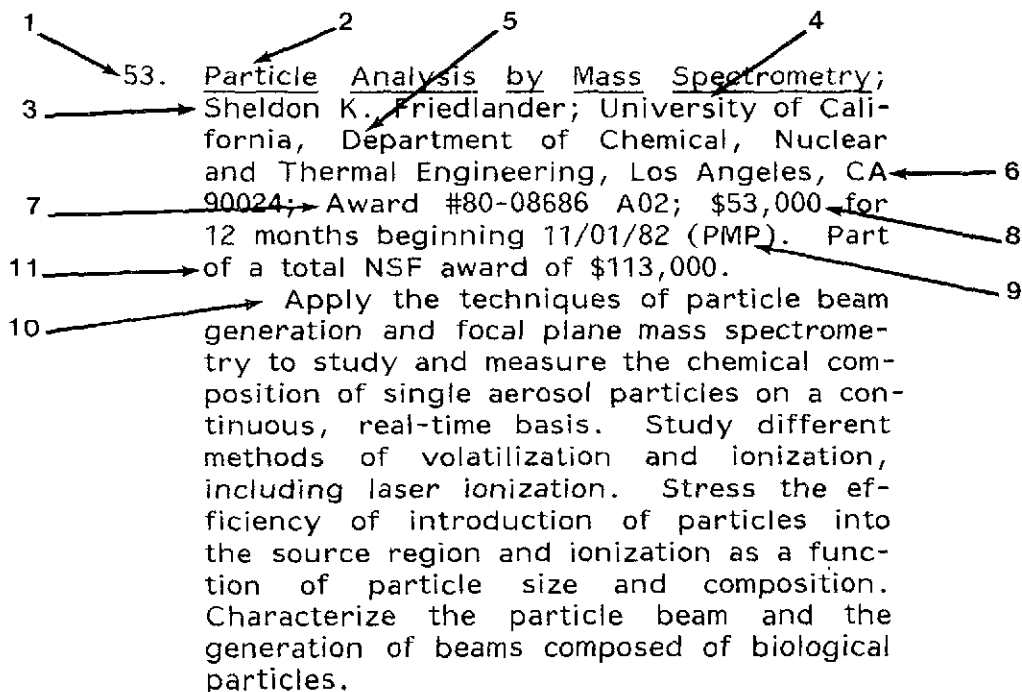 1 2 5 4
53. Particle Analysis by Mass Spectrometry;
3 Sheldon K. Friedlander; University of Cali-
fornia, Department of Chemical, Nuclear
and Thermal Engineering, Los Angeles, CA 6
7 90024; Award #80-08686 A02; $53,000 for
12 months beginning 11/01/82 (PMP). Part 8
11 of a total NSF award of $113,000.
Apply the techniques of particle beam 9
10 generation and focal plane mass spectrome-
try to study and measure the chemical com-
position of single aerosol particles on a con-
tinuous, real-time basis. Study different
methods of volatilization and ionization,
including laser ionization. Stress the ef-
ficiency of introduction of particles into
the source region and ionization as a func-
tion of particle size and composition.
Characterize the particle beam and the
generation of beams composed of biological
particles.